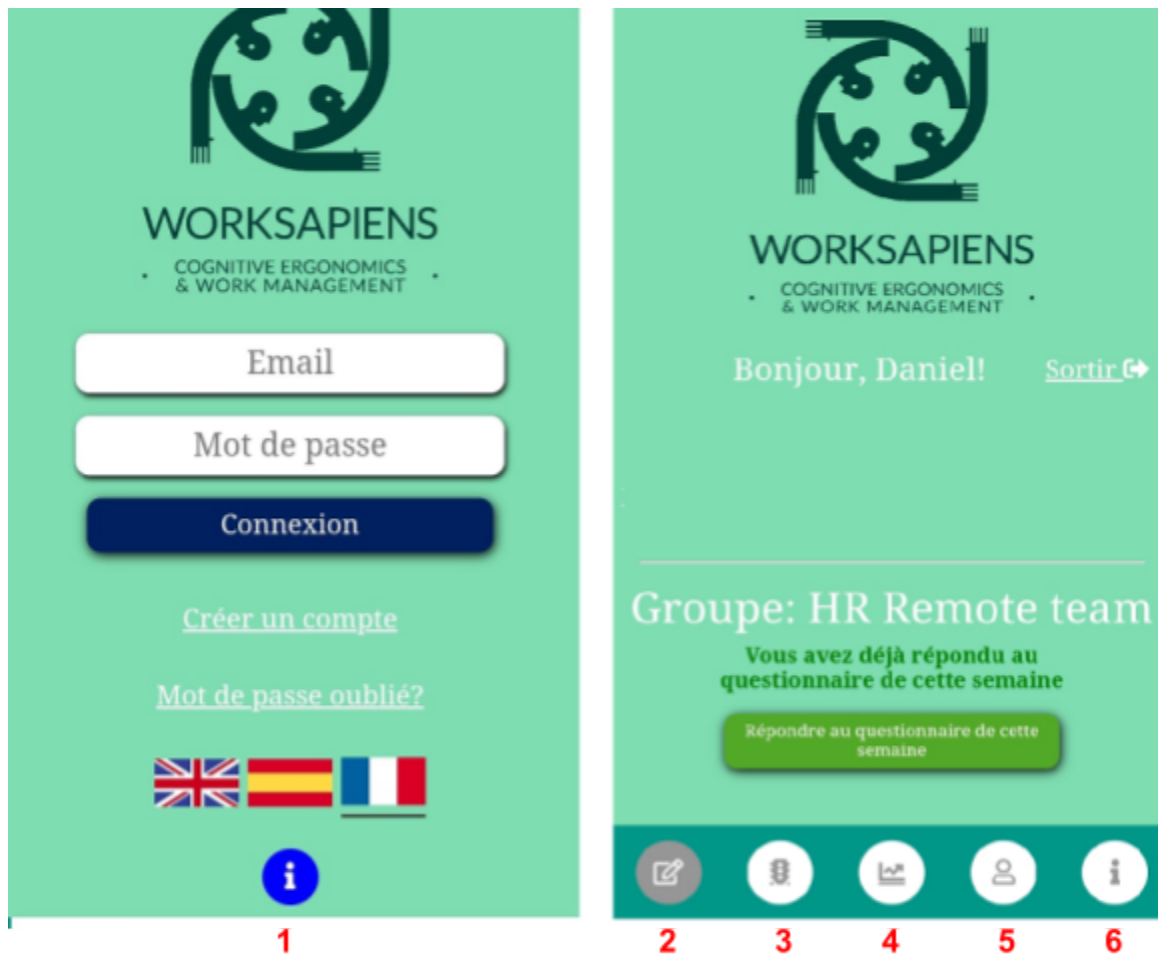 WORKSAPIENS
· COGNITIVE ERGONOMICS ·
& WORK MANAGEMENT
Email
Mot de passe
Connexion
Créer un compte
Mot de passe oublié?
i
1
WORKSAPIENS
· COGNITIVE ERGONOMICS ·
& WORK MANAGEMENT
Bonjour, Daniel! Sortir
Groupe: HR Remote team
Vous avez déjà répondu au
questionnaire de cette semaine
Répondre au questionnaire de cette
semaine
i
2 3 4 5 6